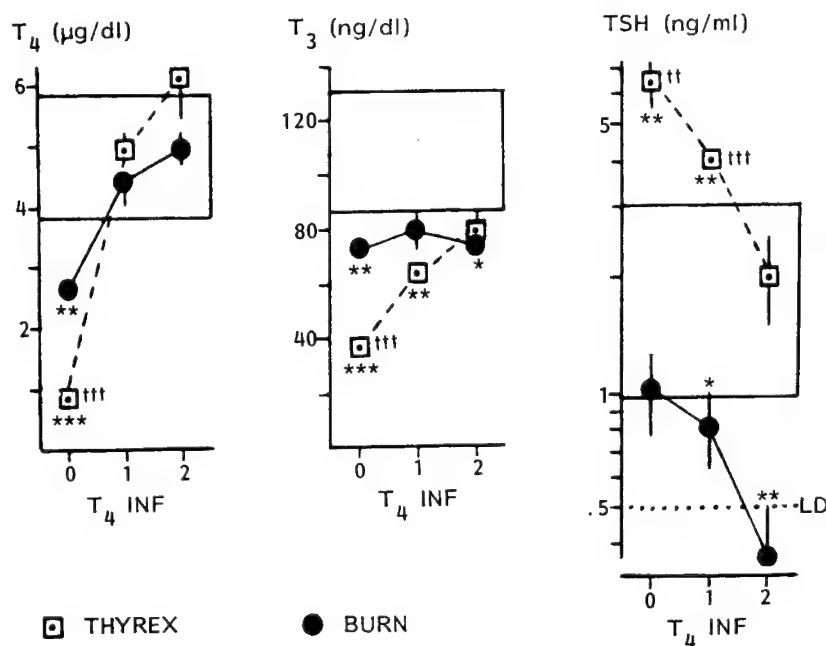 T4 (µg/dl)
6
4
2
**
†††
***
0 1 2
T4 INF
T3 (ng/dl)
120
80
40
**
**
*
†††
***
0 1 2
T4 INF
TSH (ng/ml)
††
5
**
†††
**
2
1
*
**
.5
LD
0 1 2
T4 INF
THYREX
BURN